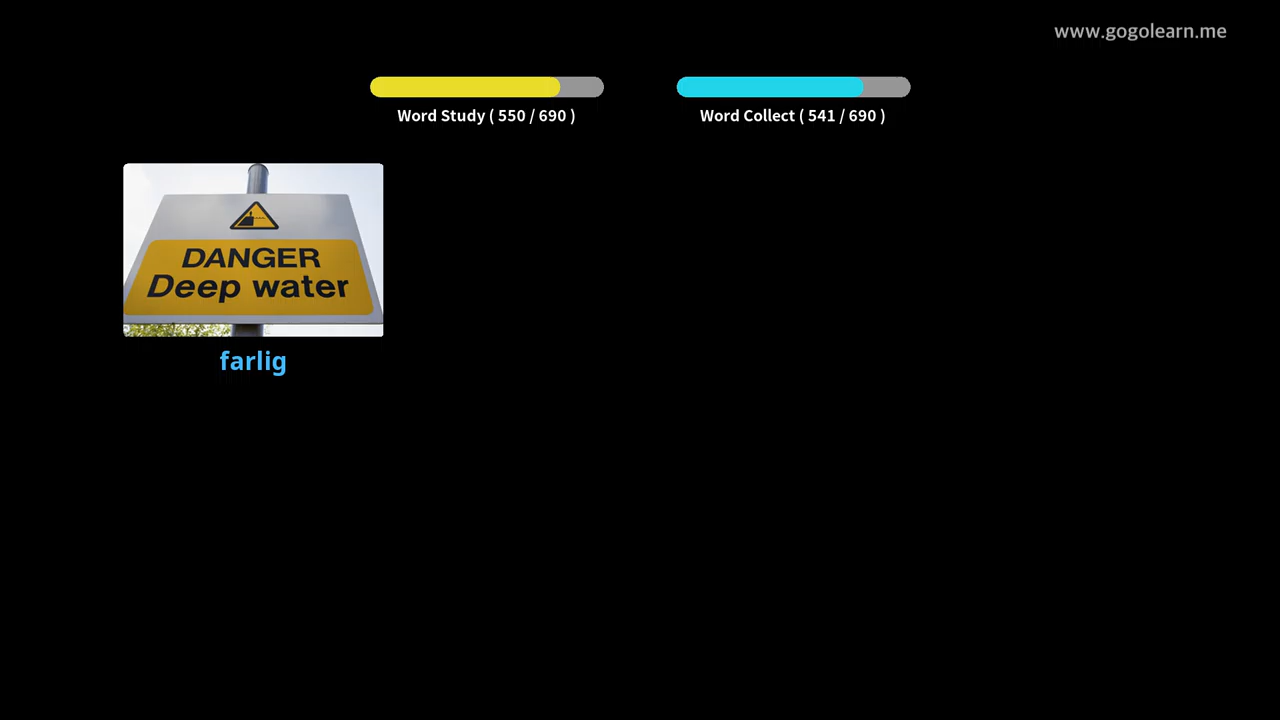 www.gogolearn.me
Word Study ( 550 / 690 )
Word Collect ( 541 / 690 )
DANGER
Deep water
farlig